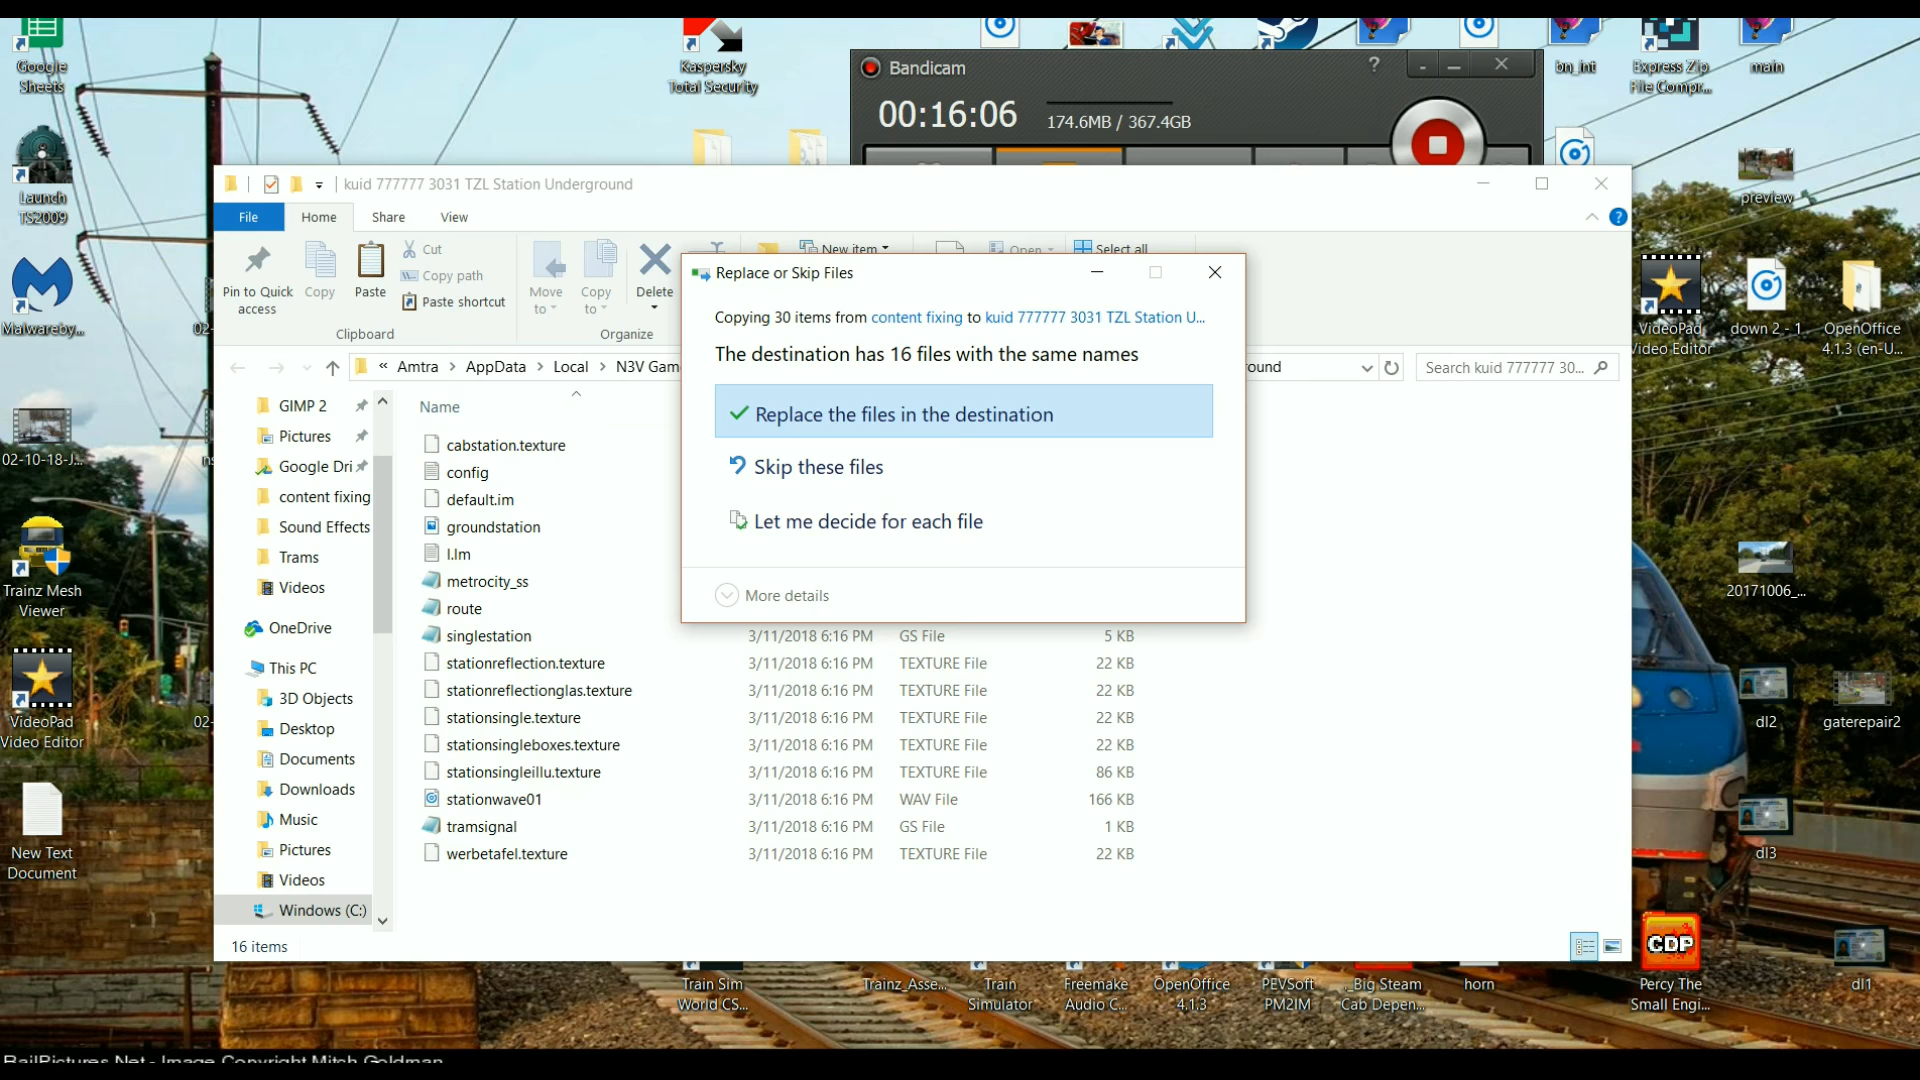 Google
Sheets
Kaspersky
Total Security
Bandicam
?
00:16:06
174.6MB / 367.4GB
bn_int
Express Zip
File Compr...
main
Launch
TS2009
preview
kuid 777777 3031 TZL Station Underground
File
Home
Share
View
?
Pin to Quick
access
Copy
Paste
Cut
Copy path
Paste shortcut
Clipboard
Move
to
Copy
to
Delete
Organize
New item
Open
Select all
Replace or Skip Files
Copying 30 items from content fixing to kuid 777777 3031 TZL Station U...
The destination has 16 files with the same names
Replace the files in the destination
Skip these files
Let me decide for each file
More details
Malwareby...
02-
VideoPad
Video Editor
down 2 - 1
OpenOffice
4.1.3 (en-U...
« Amtra > AppData > Local > N3V Gam
ound
Search kuid 777777 30...
GIMP 2
Pictures
Google Dri
content fixing
Sound Effects
Trams
Videos
OneDrive
This PC
3D Objects
Desktop
Documents
Downloads
Music
Pictures
Videos
Windows (C:)
16 items
Name
cabstation.texture
config
default.im
groundstation
l.lm
metrocity_ss
route
singlestation 3/11/2018 6:16 PM GS File 5 KB
stationreflection.texture 3/11/2018 6:16 PM TEXTURE File 22 KB
stationreflectionglas.texture 3/11/2018 6:16 PM TEXTURE File 22 KB
stationsingle.texture 3/11/2018 6:16 PM TEXTURE File 22 KB
stationsingleboxes.texture 3/11/2018 6:16 PM TEXTURE File 22 KB
stationsingleillu.texture 3/11/2018 6:16 PM TEXTURE File 86 KB
stationwave01 3/11/2018 6:16 PM WAV File 166 KB
tramsignal 3/11/2018 6:16 PM GS File 1 KB
werbetafel.texture 3/11/2018 6:16 PM TEXTURE File 22 KB
02-10-18-J...
Trainz Mesh
Viewer
20171006_...
VideoPad
Video Editor
02-
dl2
gaterepair2
New Text
Document
dl3
CDP
Train Sim
World CS...
Trainz_Asse...
Train
Simulator
Freemake
Audio C...
OpenOffice
4.1.3
PEVSoft
PM2IM
._Big Steam
Cab Depen...
horn
Percy The
Small Engi...
dl1
RailPictures.Net - Image Copyright Mitch Goldman